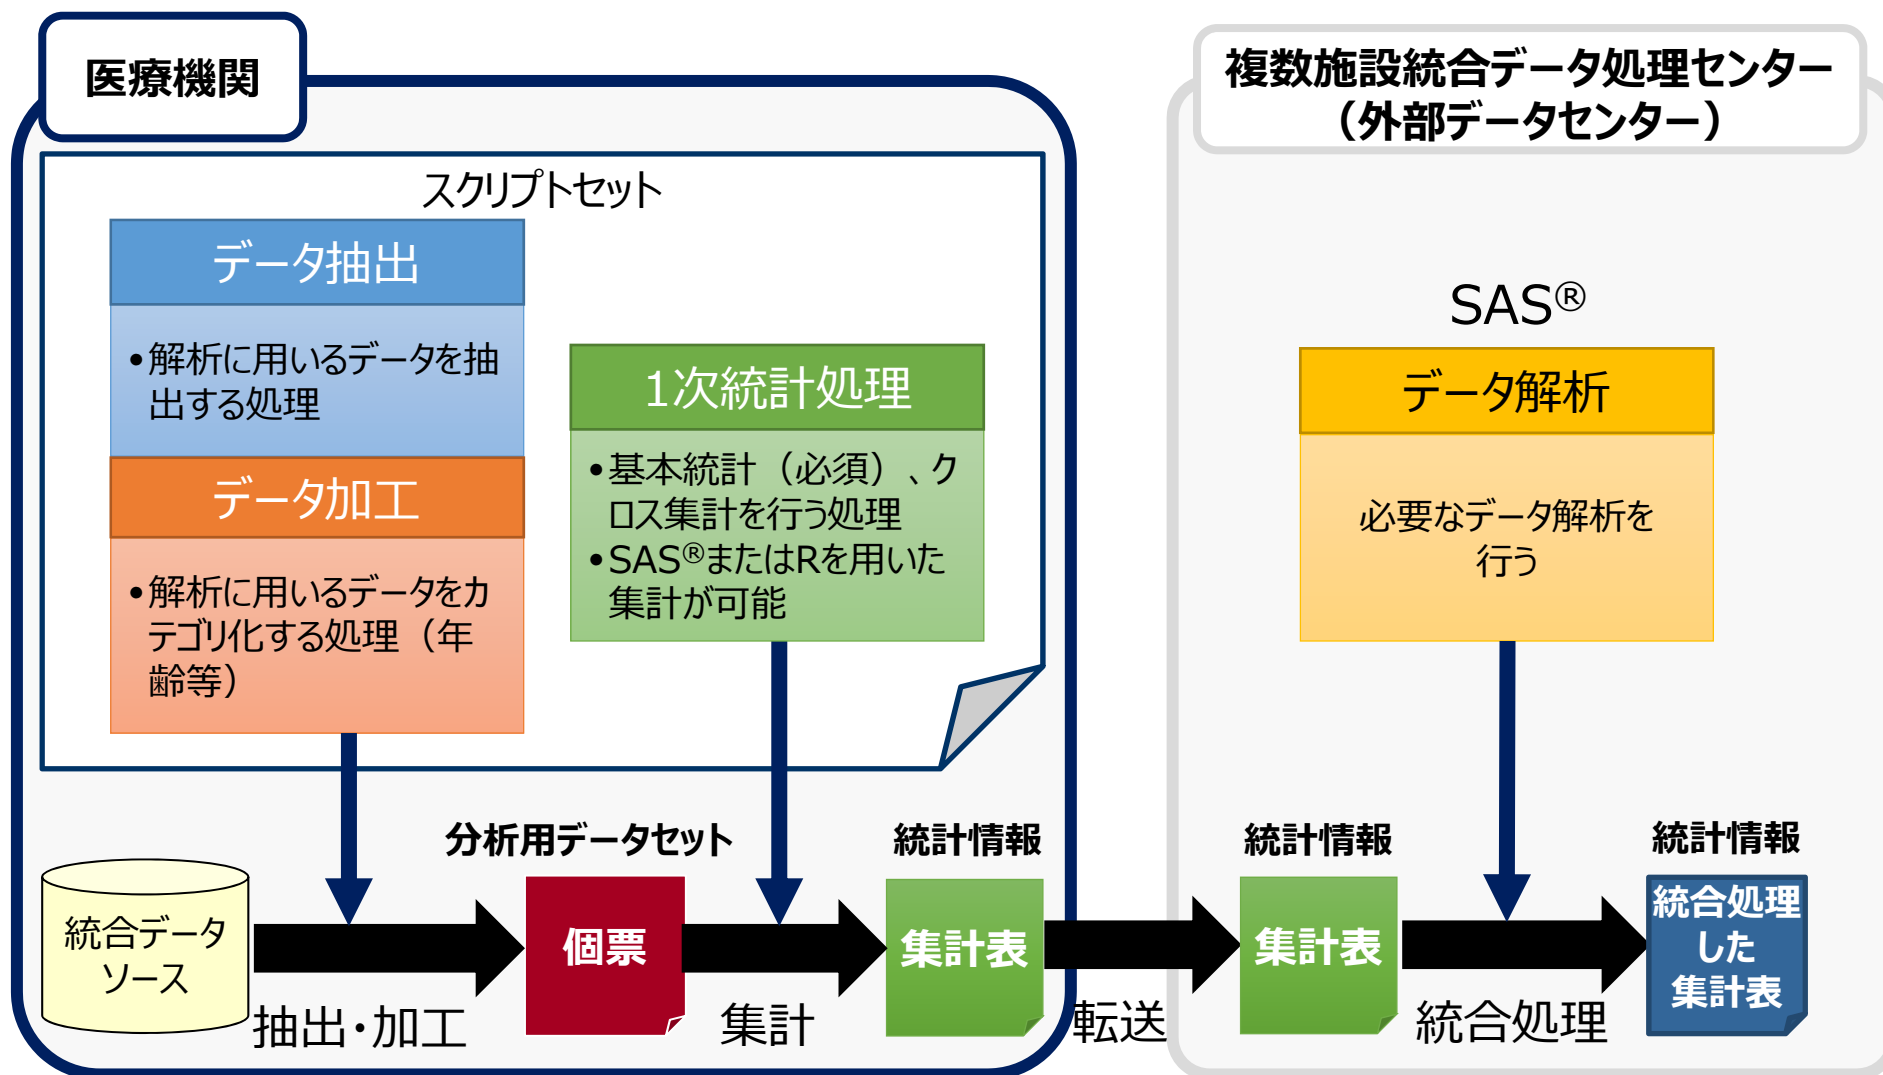 医療機関
複数施設統合データ処理センター
（外部データセンター）
スクリプトセット
データ抽出
•解析に用いるデータを抽
出する処理
データ加工
•解析に用いるデータをカ
テゴリ化する処理（年
齢等）
1次統計処理
•基本統計（必須）、ク
ロス集計を行う処理
•SAS®またはRを用いた
集計が可能
SAS®
データ解析
必要なデータ解析を
行う
分析用データセット
統計情報
統計情報
統計情報
統合データ
ソース
個票
集計表
集計表
統合処理
した
集計表
抽出・加工
集計
転送
統合処理